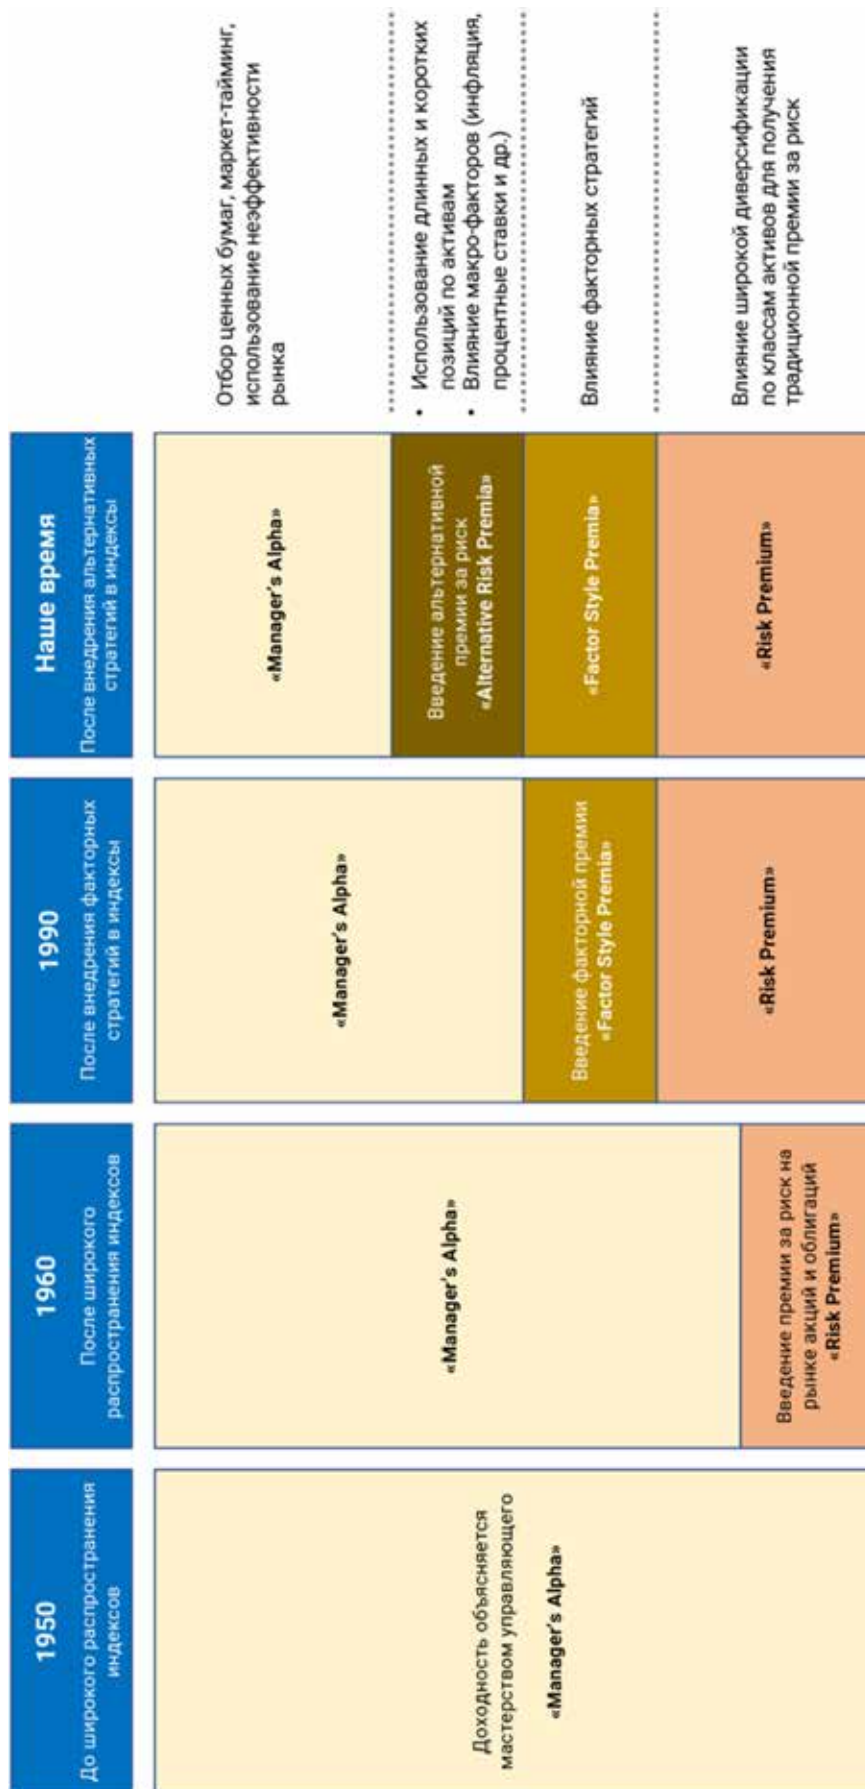 1950
До широкого распространения
индексов
Доходность объясняется
мастерством управляющего
«Manager's Alpha»
1960
После широкого
распространения индексов
«Manager's Alpha»
Введение премии за риск на
рынке акций и облигаций
«Risk Premium»
1990
После внедрения факторных
стратегий в индексы
«Manager's Alpha»
Введение факторной премии
«Factor Style Premia»
«Risk Premium»
Наше время
После внедрения альтернативных
стратегий в индексы
«Manager's Alpha»
Введение альтернативной
премии за риск
«Alternative Risk Premia»
«Factor Style Premia»
«Risk Premium»
Отбор ценных бумаг, маркет-тайминг,
использование неэффективности
рынка
• Использование длинных и коротких
позиций по активам
• Влияние макро-факторов (инфляция,
процентные ставки и др.)
Влияние факторных стратегий
Влияние широкой диверсификации
по классам активов для получения
традиционной премии за риск